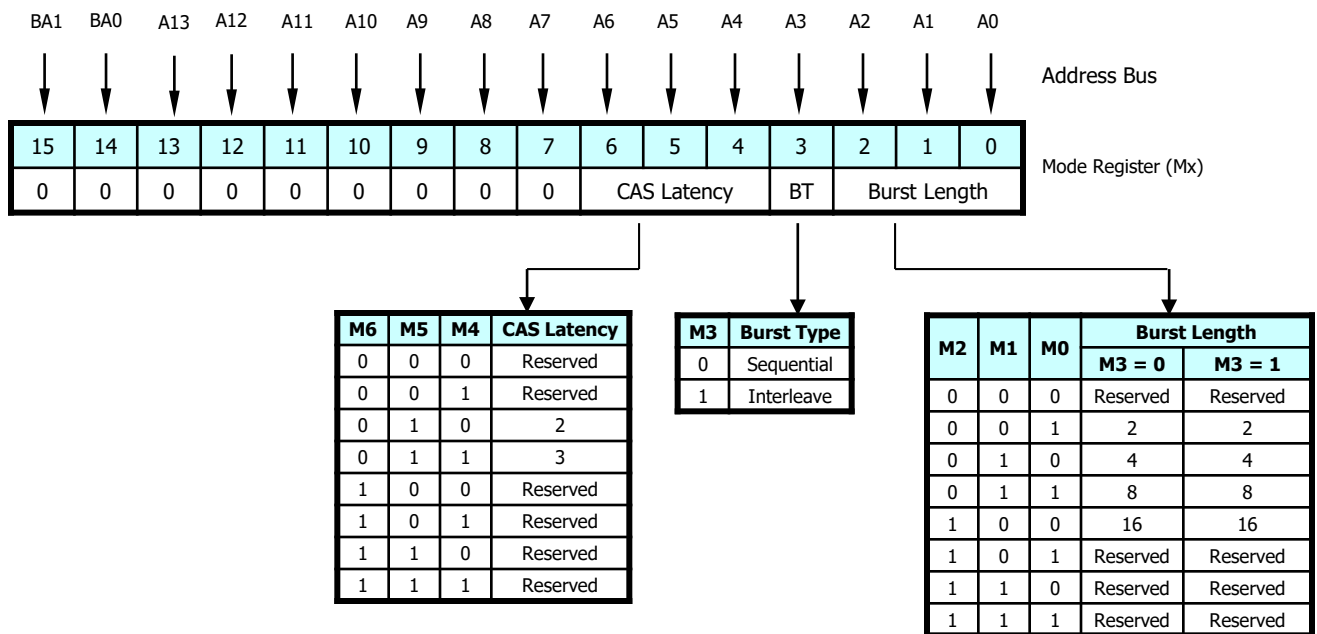 BA1 BA0 A13 A12 A11 A10 A9 A8 A7 A6 A5 A4 A3 A2 A1 A0
Address Bus
15 14 13 12 11 10 9 8 7 6 5 4 3 2 1 0
Mode Register (Mx)
0 0 0 0 0 0 0 0 0 CAS Latency BT Burst Length
M6 M5 M4 CAS Latency
0 0 0 Reserved
0 0 1 Reserved
0 1 0 2
0 1 1 3
1 0 0 Reserved
1 0 1 Reserved
1 1 0 Reserved
1 1 1 Reserved
M3 Burst Type
0 Sequential
1 Interleave
M2 M1 M0 Burst Length
M3 = 0 M3 = 1
0 0 0 Reserved Reserved
0 0 1 2 2
0 1 0 4 4
0 1 1 8 8
1 0 0 16 16
1 0 1 Reserved Reserved
1 1 0 Reserved Reserved
1 1 1 Reserved Reserved